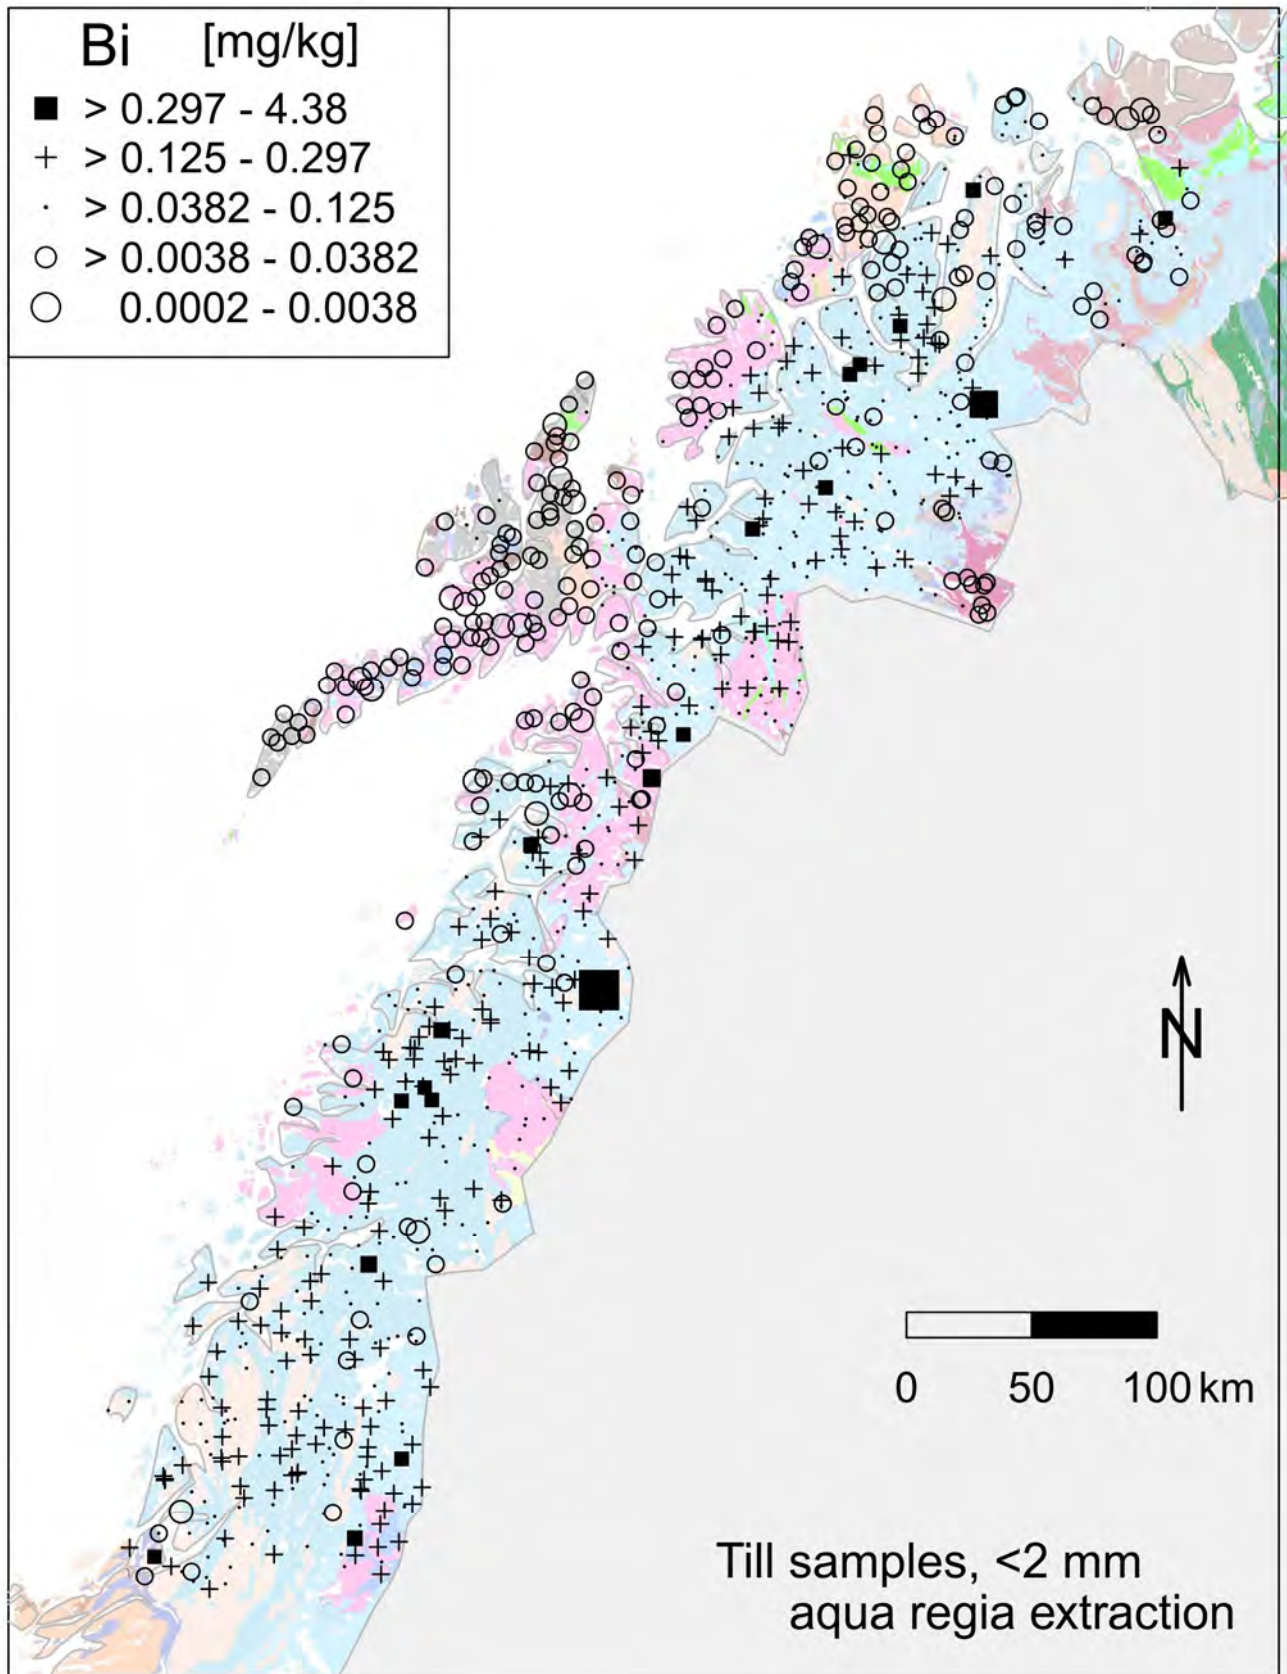 Bi [mg/kg]
> 0.297 - 4.38
> 0.125 - 0.297
> 0.0382 - 0.125
> 0.0038 - 0.0382
0.0002 - 0.0038
N
0 50 100 km
Till samples, <2 mm
aqua regia extraction